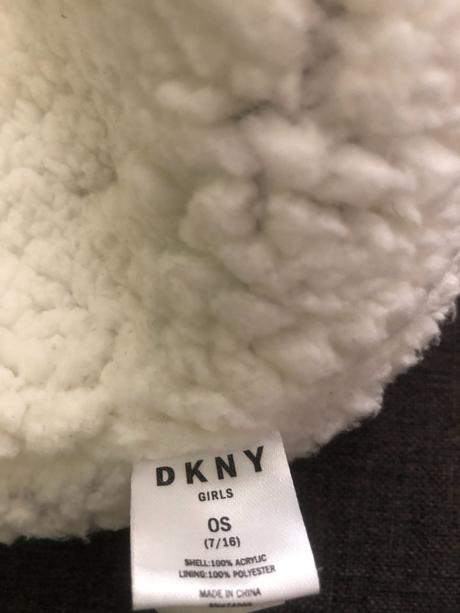 DKNY
GIRLS
OS
(7/16)
SHELL:100% ACRYLIC
LINING:100% POLYESTER
MADE IN CHINA